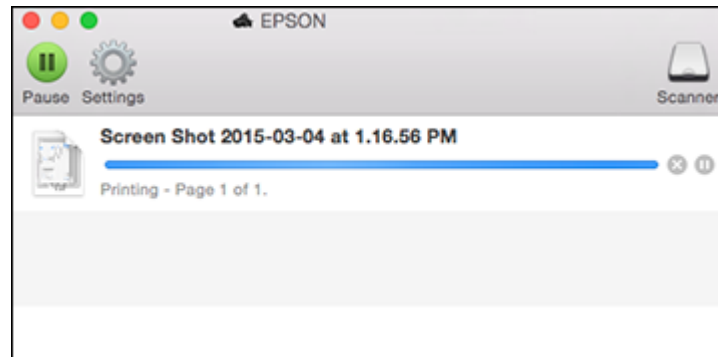 EPSON
Pause Settings Scanner
Screen Shot 2015-03-04 at 1.16.56 PM
Printing - Page 1 of 1.